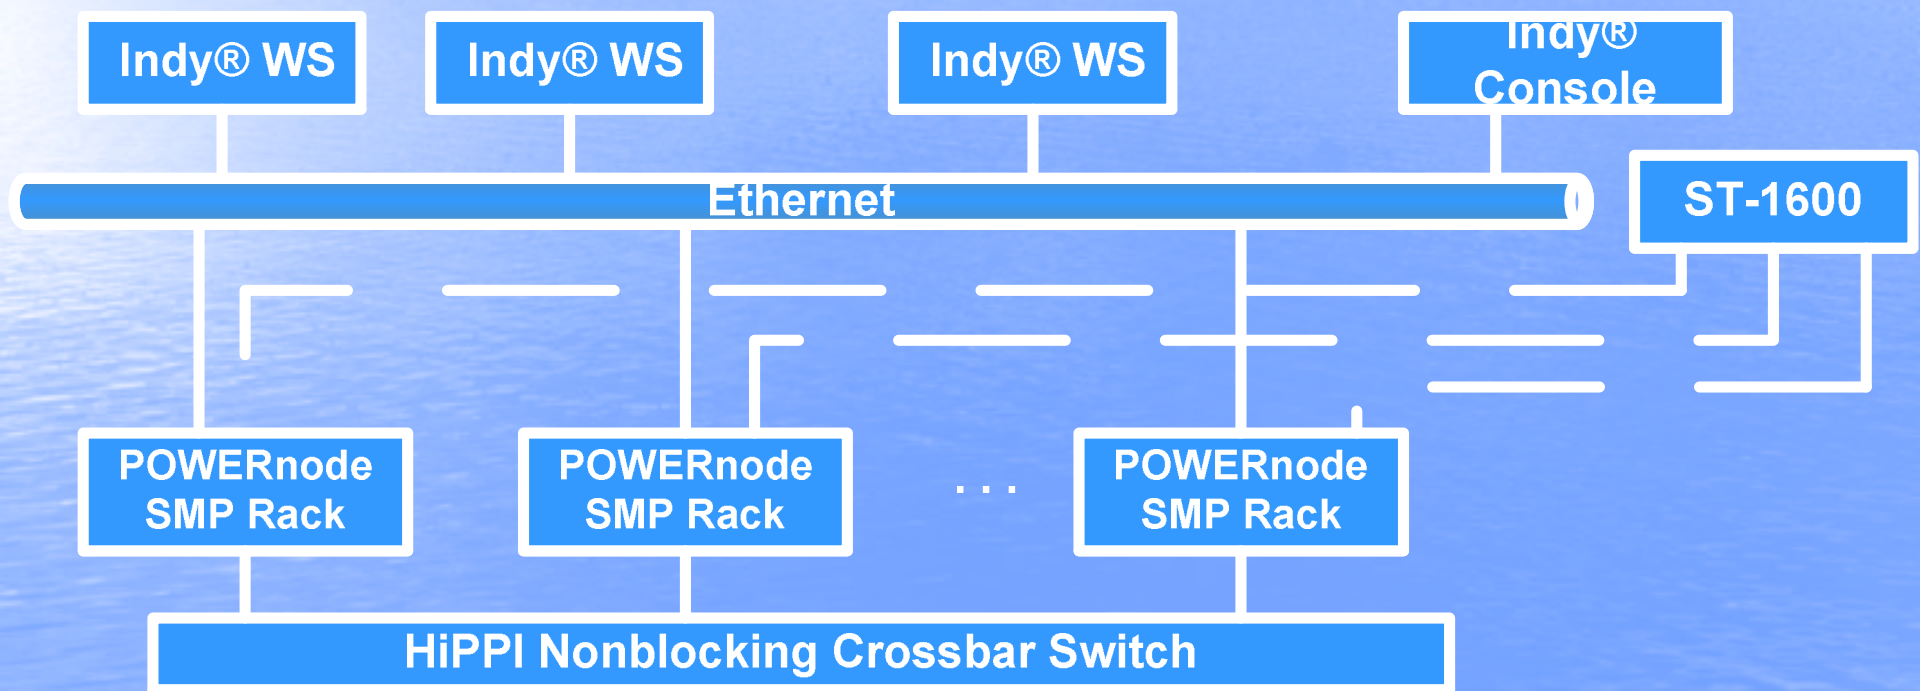 Indy® WS
Indy® WS
Indy® WS
Indy®
Console
Ethernet
ST-1600
POWERnode
SMP Rack
POWERnode
SMP Rack
. . .
POWERnode
SMP Rack
HiPPI Nonblocking Crossbar Switch